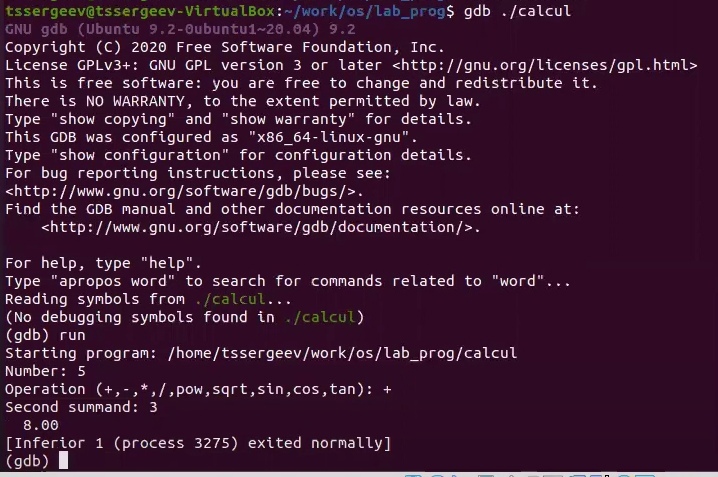 tssergeev@tssergeev-VirtualBox:~/work/os/lab_prog$ gdb ./calcul
GNU gdb (Ubuntu 9.2-0ubuntu1~20.04) 9.2
Copyright (C) 2020 Free Software Foundation, Inc.
License GPLv3+: GNU GPL version 3 or later <http://gnu.org/licenses/gpl.html>
This is free software: you are free to change and redistribute it.
There is NO WARRANTY, to the extent permitted by law.
Type "show copying" and "show warranty" for details.
This GDB was configured as "x86_64-linux-gnu".
Type "show configuration" for configuration details.
For bug reporting instructions, please see:
<http://www.gnu.org/software/gdb/bugs/>.
Find the GDB manual and other documentation resources online at:
    <http://www.gnu.org/software/gdb/documentation/>.
For help, type "help".
Type "apropos word" to search for commands related to "word"...
Reading symbols from ./calcul...
(No debugging symbols found in ./calcul)
(gdb) run
Starting program: /home/tssergeev/work/os/lab_prog/calcul
Number: 5
Operation (+,-,*,/,pow,sqrt,sin,cos,tan): +
Second summand: 3
  8.00
[Inferior 1 (process 3275) exited normally]
(gdb)